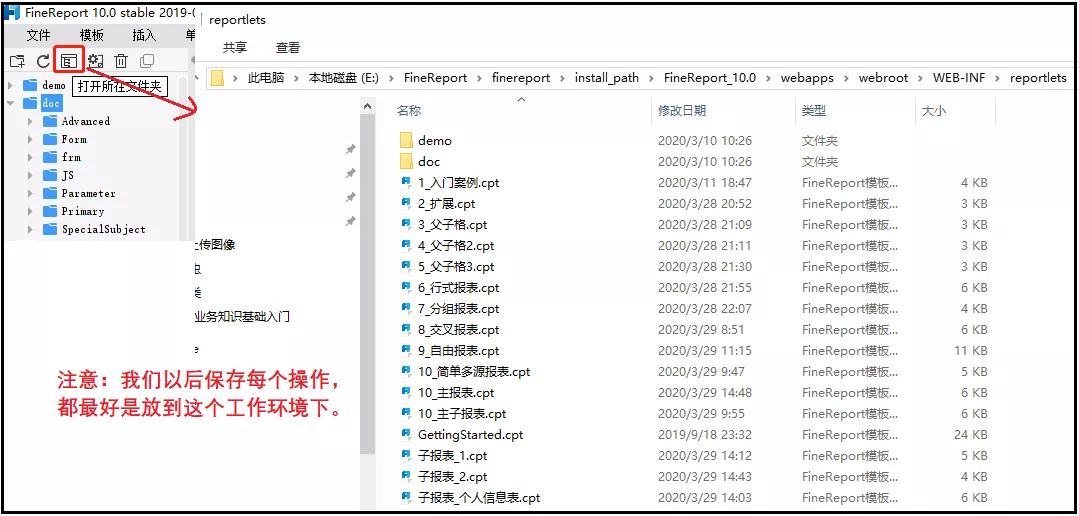 FineReport 10.0 stable 2019-0
文件 模板 插入 单
打开所在文件夹
demo
doc
Advanced
Form
frm
JS
Parameter
Primary
SpecialSubject
reportlets
共享 查看
此电脑 本地磁盘 (E:) FineReport finereport install_path FineReport_10.0 webapps webroot WEB-INF reportlets
名称 修改日期 类型 大小
demo 2020/3/10 10:26 文件夹
doc 2020/3/10 10:26 文件夹
1_入门案例.cpt 2020/3/11 18:47 FineReport模板... 4 KB
2_扩展.cpt 2020/3/28 20:52 FineReport模板... 3 KB
3_父子格.cpt 2020/3/28 21:09 FineReport模板... 3 KB
4_父子格2.cpt 2020/3/28 21:11 FineReport模板... 3 KB
5_父子格3.cpt 2020/3/28 21:30 FineReport模板... 3 KB
6_行式报表.cpt 2020/3/28 21:55 FineReport模板... 6 KB
7_分组报表.cpt 2020/3/28 22:07 FineReport模板... 4 KB
8_交叉报表.cpt 2020/3/29 8:51 FineReport模板... 6 KB
9_自由报表.cpt 2020/3/29 11:15 FineReport模板... 11 KB
10_简单多源报表.cpt 2020/3/29 9:47 FineReport模板... 5 KB
10_主报表.cpt 2020/3/29 14:48 FineReport模板... 6 KB
10_主子报表.cpt 2020/3/29 9:55 FineReport模板... 6 KB
GettingStarted.cpt 2019/9/18 23:32 FineReport模板... 24 KB
子报表_1.cpt 2020/3/29 14:12 FineReport模板... 5 KB
子报表_2.cpt 2020/3/29 14:43 FineReport模板... 4 KB
子报表_个人信息表.cpt 2020/3/29 14:03 FineReport模板... 6 KB
上传图像
业务知识基础入门
e
注意：我们以后保存每个操作，
都最好是放到这个工作环境下。